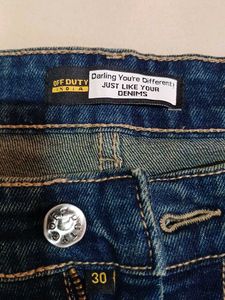 OFF DUTY
INDIA
Darling You're Different!
JUST LIKE YOUR
DENIMS
30